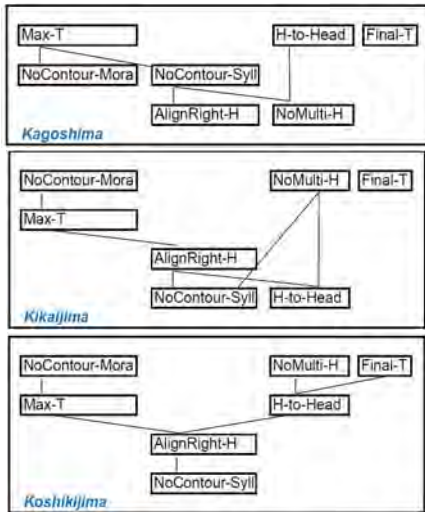 Max-T H-to-Head Final-T
NoContour-Mora NoContour-Syll
AlignRight-H NoMulti-H
Kagoshima
NoContour-Mora NoMulti-H Final-T
Max-T
AlignRight-H
NoContour-Syll H-to-Head
Kikaijima
NoContour-Mora NoMulti-H Final-T
Max-T H-to-Head
AlignRight-H
NoContour-Syll
Koshikijima